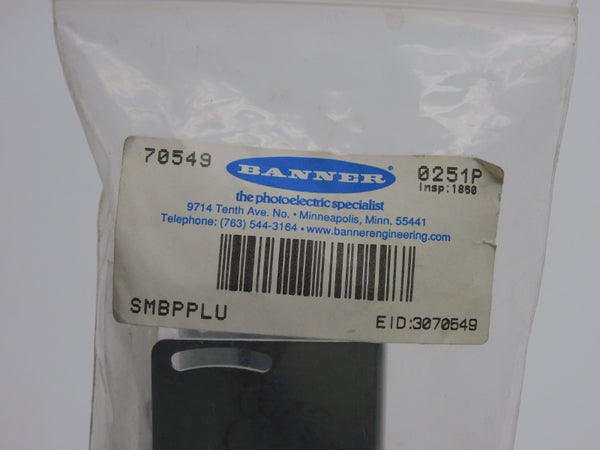 70549 BANNER 0251P
Insp:1860
the photoelectric specialist
9714 Tenth Ave. No. • Minneapolis, Minn. 55441
Telephone: (763) 544-3164 • www.bannerengineering.com
SMBPPLU EID:3070549